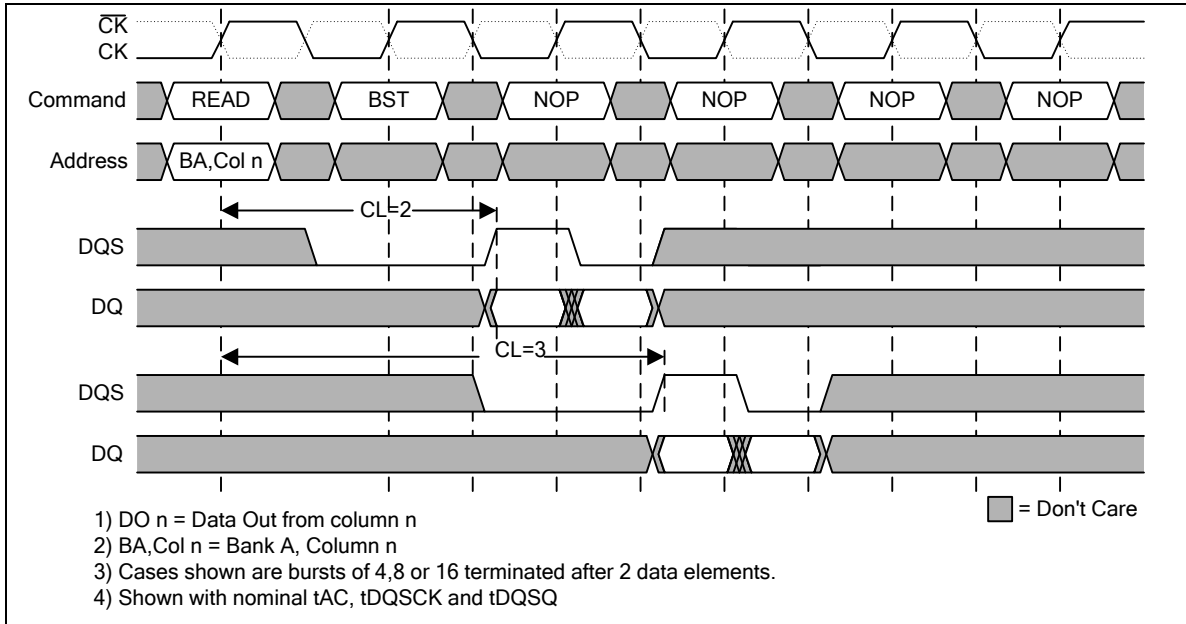 CK
CK
Command READ BST NOP NOP NOP NOP
Address BA,Col n
CL=2
DQS
DQ
CL=3
DQS
DQ
1) DO n = Data Out from column n
= Don't Care
2) BA,Col n = Bank A, Column n
3) Cases shown are bursts of 4,8 or 16 terminated after 2 data elements.
4) Shown with nominal tAC, tDQSCK and tDQSQ